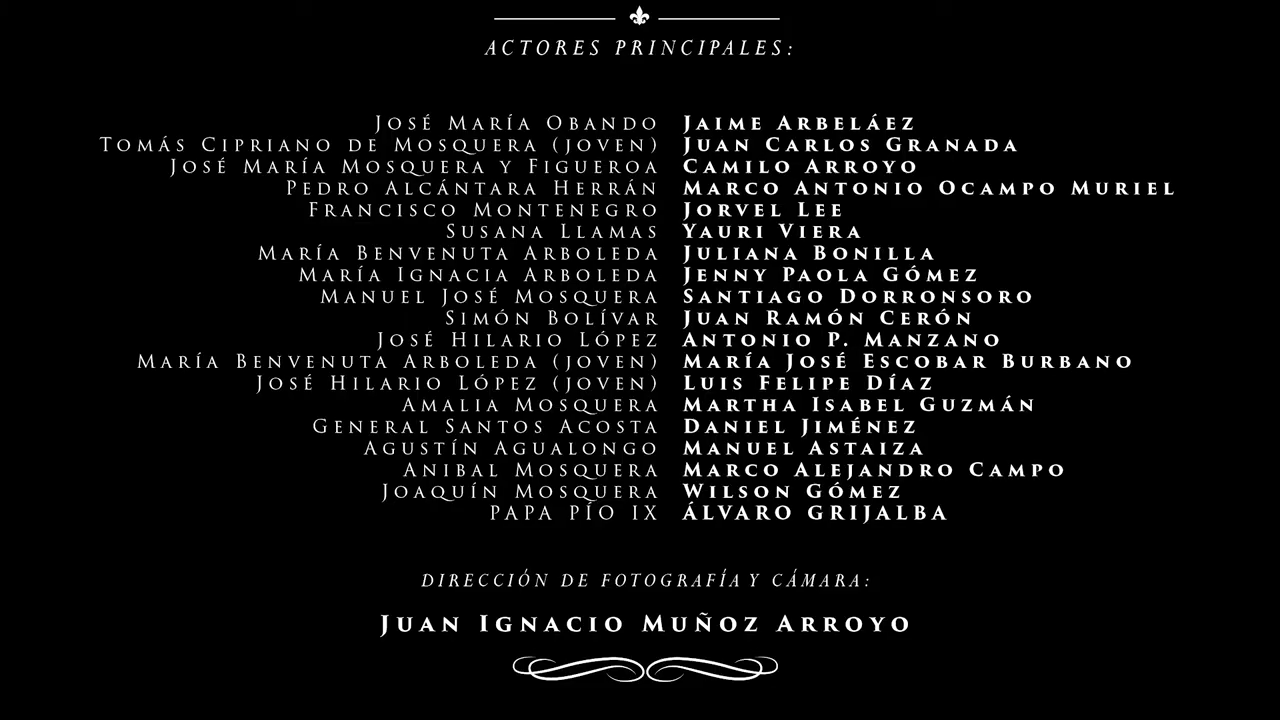 ACTORES PRINCIPALES:
JOSÉ MARÍA OBANDO JAIME ARBELÁEZ
TOMÁS CIPRIANO DE MOSQUERA (JOVEN) JUAN CARLOS GRANADA
JOSÉ MARÍA MOSQUERA Y FIGUEROA CAMILO ARROYO
PEDRO ALCÁNTARA HERRÁN MARCO ANTONIO OCAMPO MURIEL
FRANCISCO MONTENEGRO JORVEL LEE
SUSANA LLAMAS YAURI VIERA
MARÍA BENVENUTA ARBOLEDA JULIANA BONILLA
MARÍA IGNACIA ARBOLEDA JENNY PAOLA GÓMEZ
MANUEL JOSÉ MOSQUERA SANTIAGO DORRONSORO
SIMÓN BOLÍVAR JUAN RAMÓN CERÓN
JOSÉ HILARIO LÓPEZ ANTONIO P. MANZANO
MARÍA BENVENUTA ARBOLEDA (JOVEN) MARÍA JOSÉ ESCOBAR BURBANO
JOSÉ HILARIO LÓPEZ (JOVEN) LUIS FELIPE DÍAZ
AMALIA MOSQUERA MARTHA ISABEL GUZMÁN
GENERAL SANTOS ACOSTA DANIEL JIMÉNEZ
AGUSTÍN AGUALONGO MANUEL ASTAIZA
ANIBAL MOSQUERA MARCO ALEJANDRO CAMPO
JOAQUÍN MOSQUERA WILSON GÓMEZ
PAPA PÍO IX ÁLVARO GRIJALBA
DIRECCIÓN DE FOTOGRAFÍA Y CÁMARA:
JUAN IGNACIO MUÑOZ ARROYO